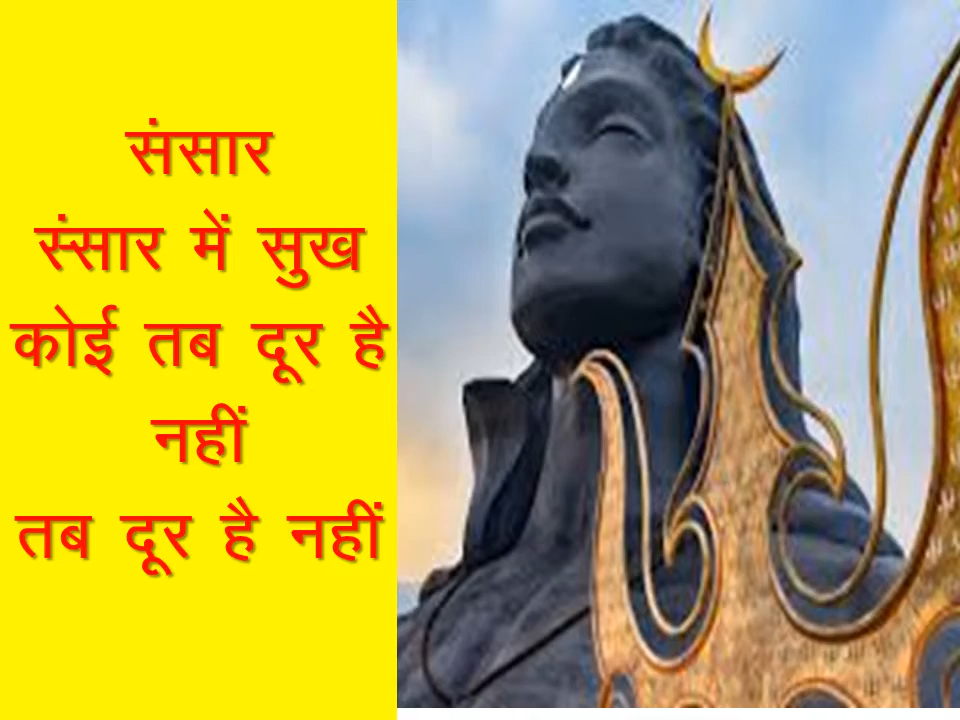 संसार
स्ंसार में सुख
कोई तब दूर है
नहीं
तब दूर है नहीं